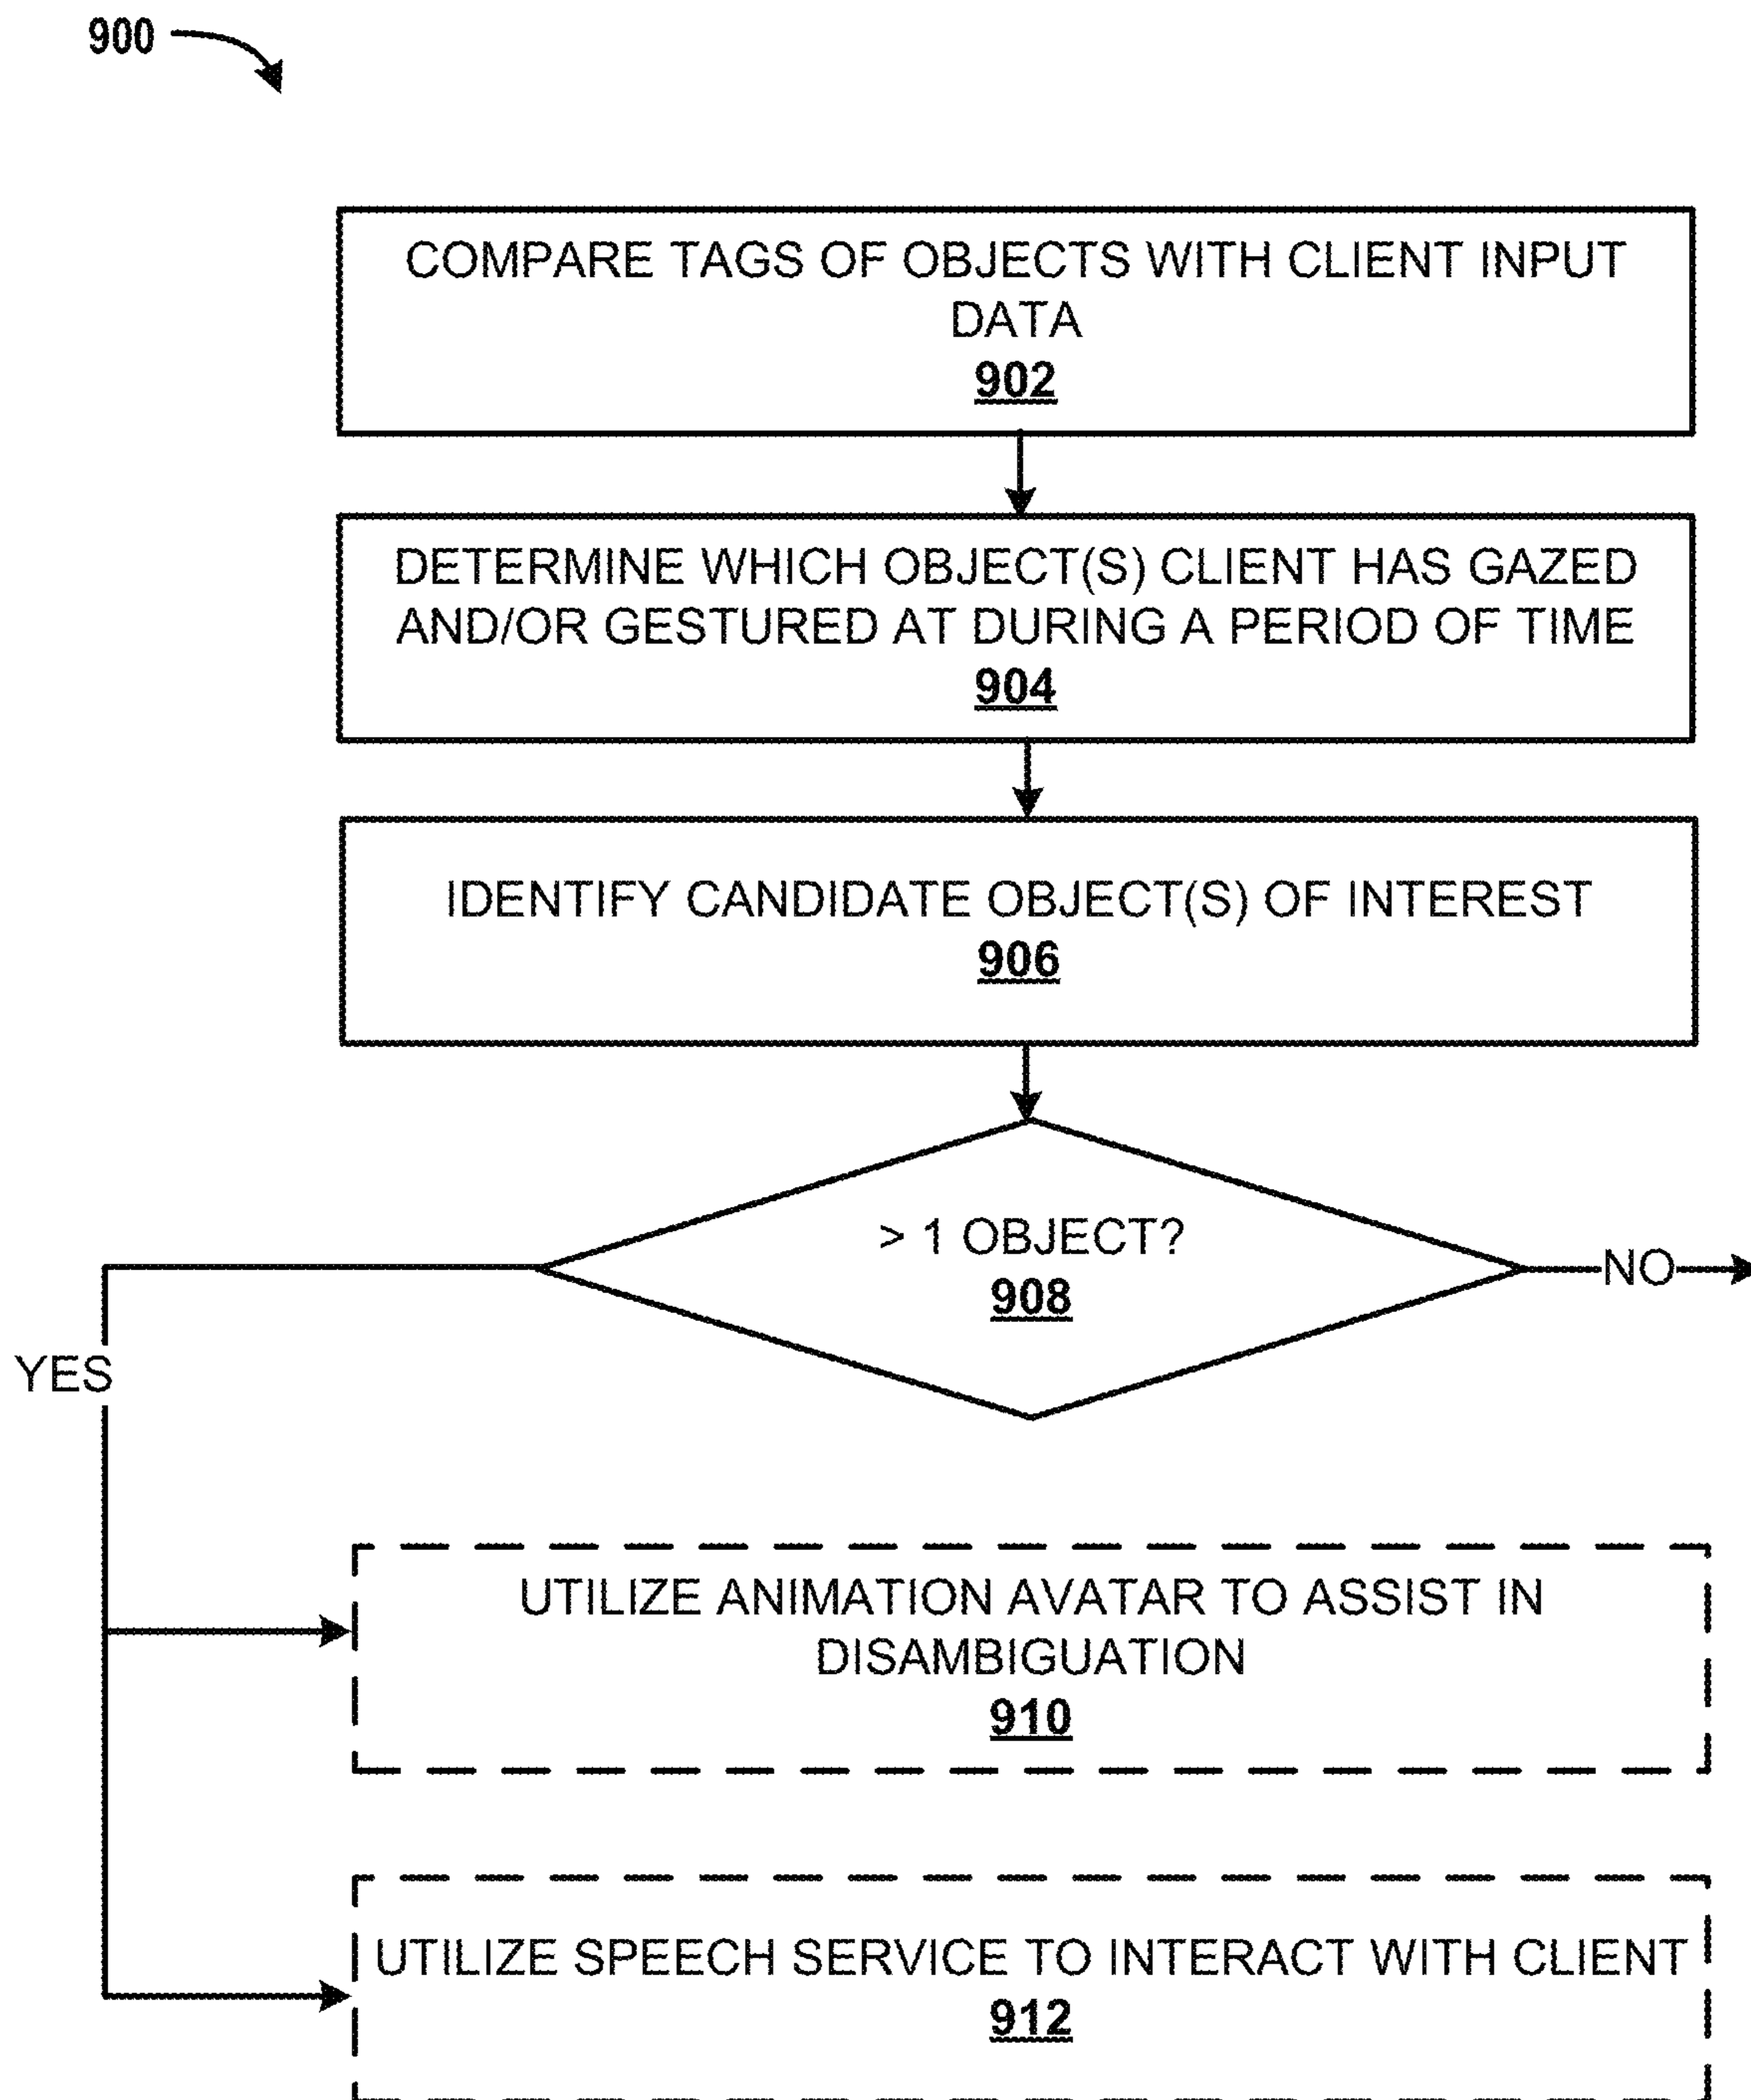 900
COMPARE TAGS OF OBJECTS WITH CLIENT INPUT
DATA
902
DETERMINE WHICH OBJECT(S) CLIENT HAS GAZED
AND/OR GESTURED AT DURING A PERIOD OF TIME
904
IDENTIFY CANDIDATE OBJECT(S) OF INTEREST
906
> 1 OBJECT?
908
NO
YES
UTILIZE ANIMATION AVATAR TO ASSIST IN
DISAMBIGUATION
910
UTILIZE SPEECH SERVICE TO INTERACT WITH CLIENT
912